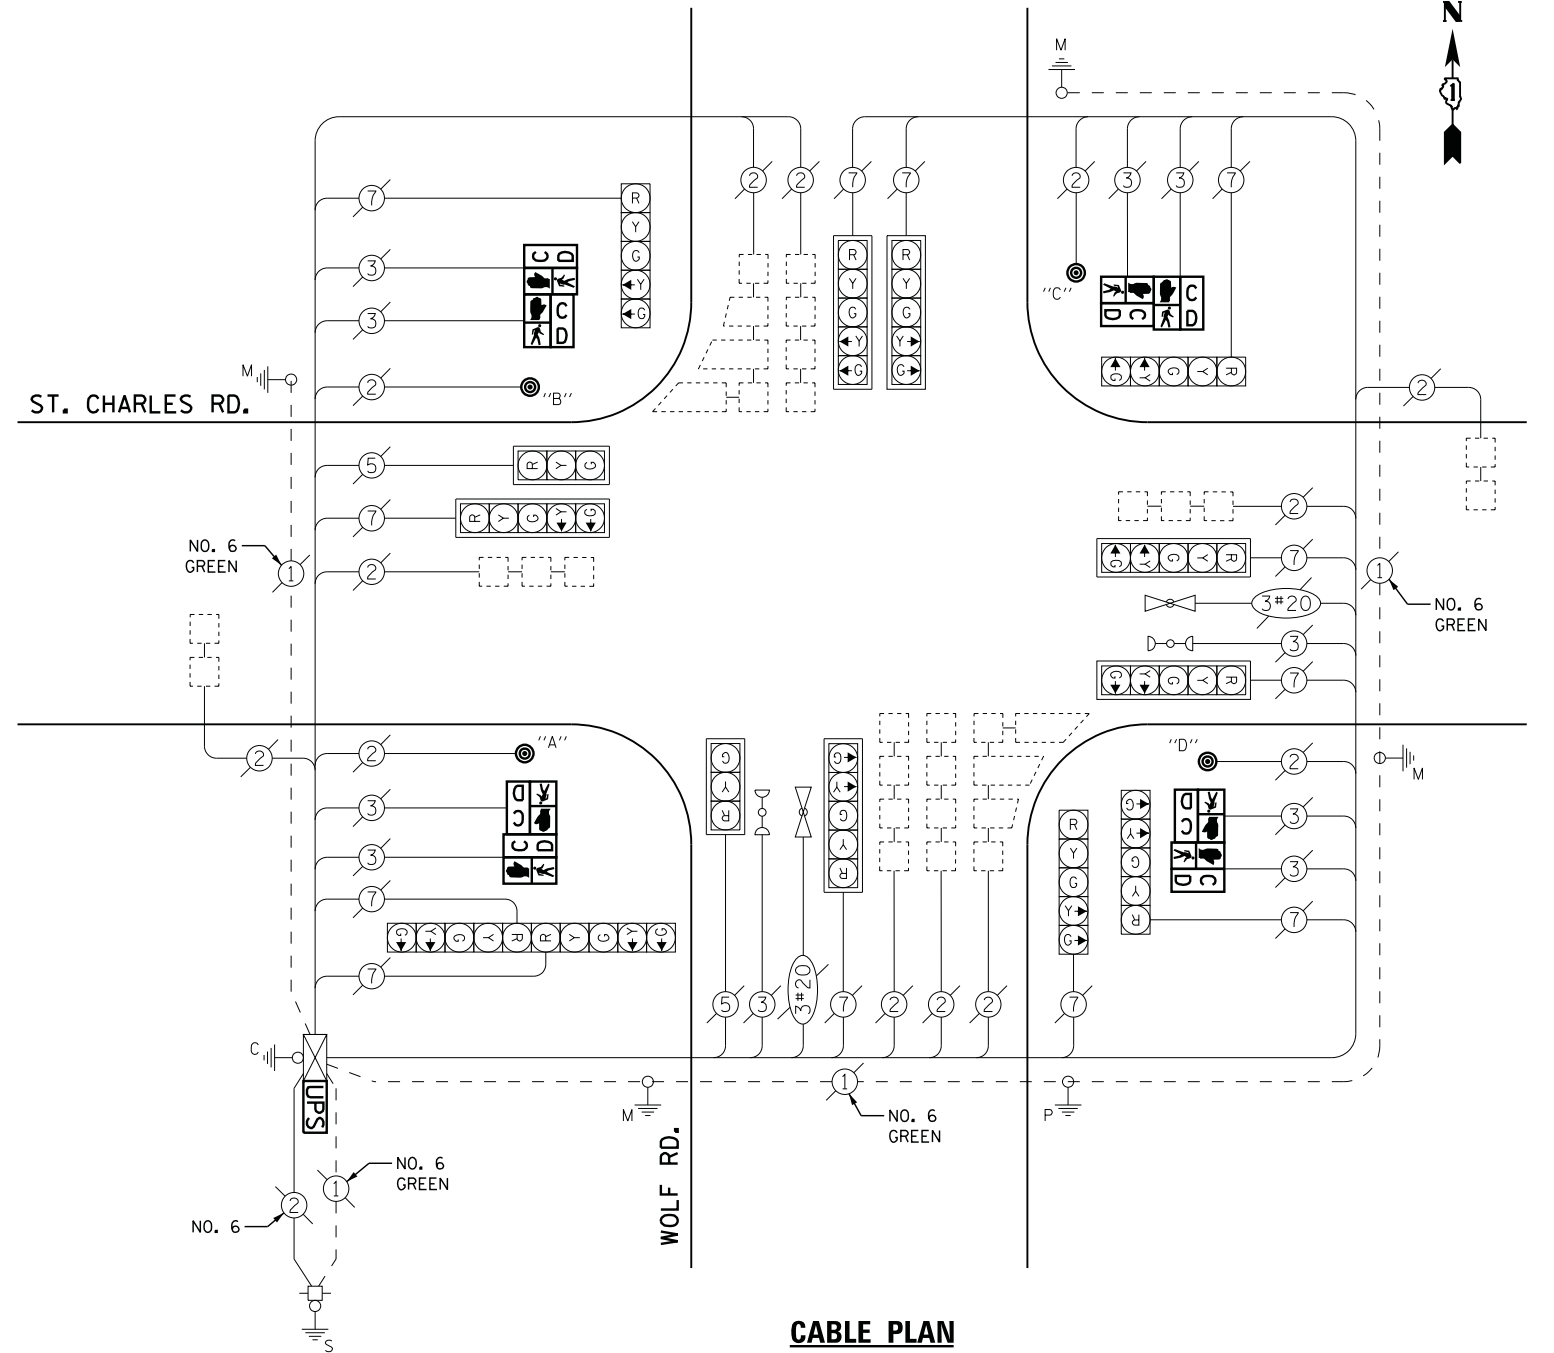 N
M
1
2 2 7 7 2 3 3 7
7
R
Y
G
Y
G
3
C D
3
C
D
2
"B"
M
ST. CHARLES RD.
R
Y
G
Y
G
R
Y
G
Y
G
"C"
C
D
D C
G Y G Y R
2
5
R Y G
7
R Y G Y G
2
NO. 6
GREEN
1
2
7
G Y G Y R
3#20
3
7
G Y G Y R
1
NO. 6
GREEN
2
2
"A"
3
D
C
3
C D
7
G Y G Y R R Y G Y G
7
G
Y
R
G
Y
G
Y
R
5 3 3#20 7 2 2 2 7
R
Y
G
Y
G
G
Y
G
Y
R
"D"
2
D
C
3
D C
3
7
M
C
UPS
M
1
NO. 6
GREEN
P
1
NO. 6
GREEN
2
NO. 6
WOLF RD.
S
CABLE PLAN